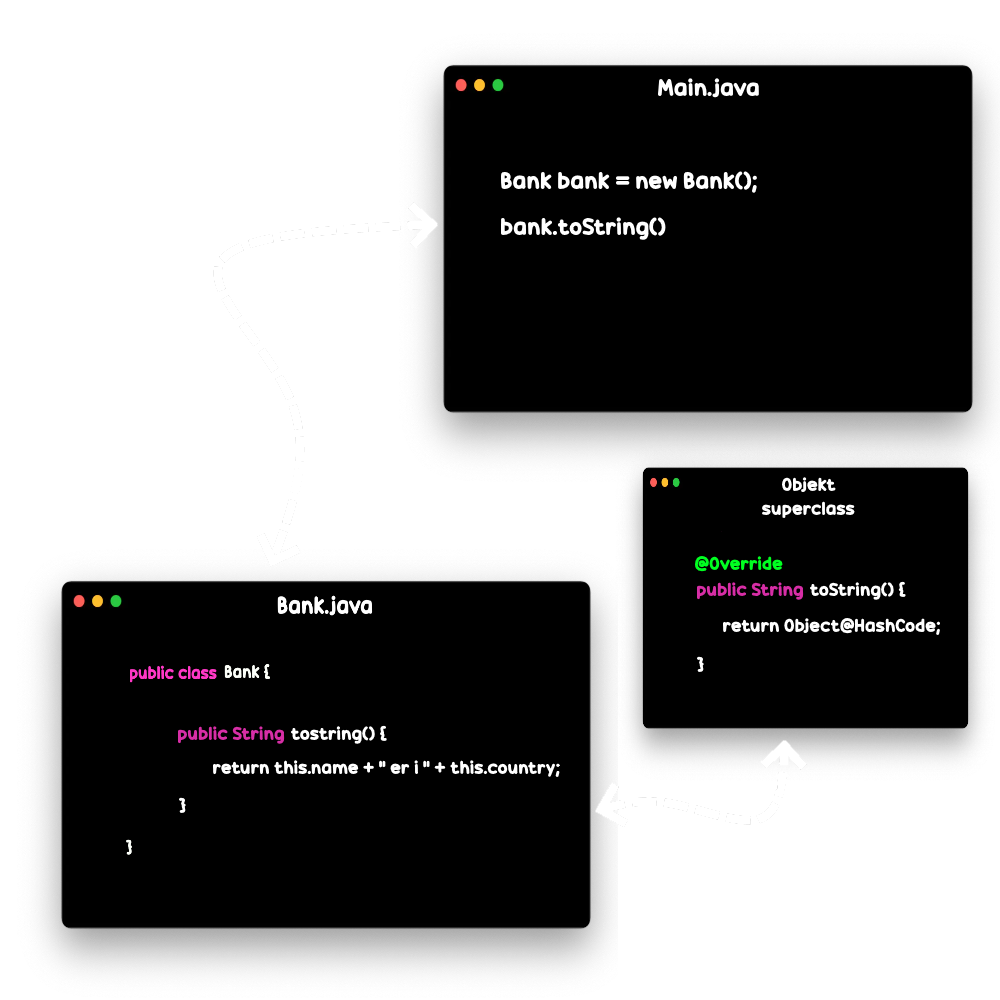 Main.java
Bank bank = new Bank();
bank.toString()
Objekt
superclass
@Override
public String toString() {
return Object@HashCode;
}
Bank.java
public class Bank {
public String tostring() {
return this.name + " er i " + this.country;
}
}